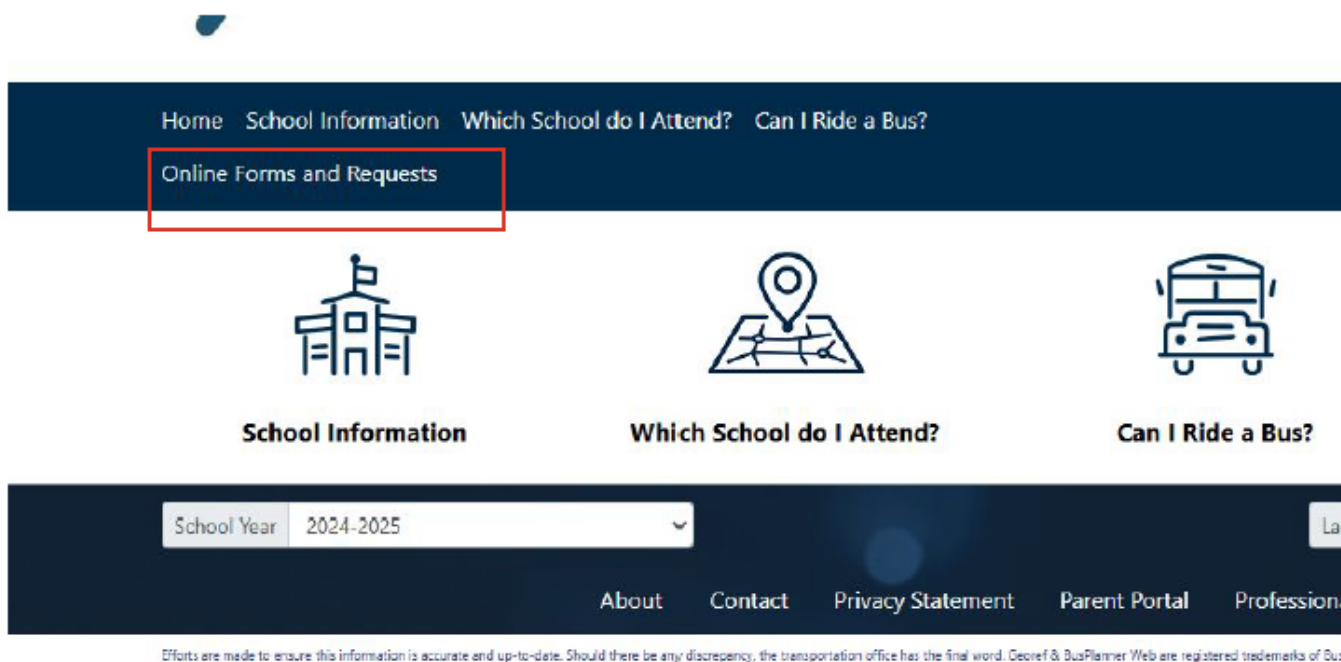 Home School Information Which School do I Attend? Can I Ride a Bus?
Online Forms and Requests
School Information Which School do I Attend? Can I Ride a Bus?
School Year 2024-2025 La
About Contact Privacy Statement Parent Portal Profession
Efforts are made to ensure this information is accurate and up-to-date. Should there be any discrepancy, the transportation office has the final word. Georef & BusPlanner Web are registered trademarks of Bu